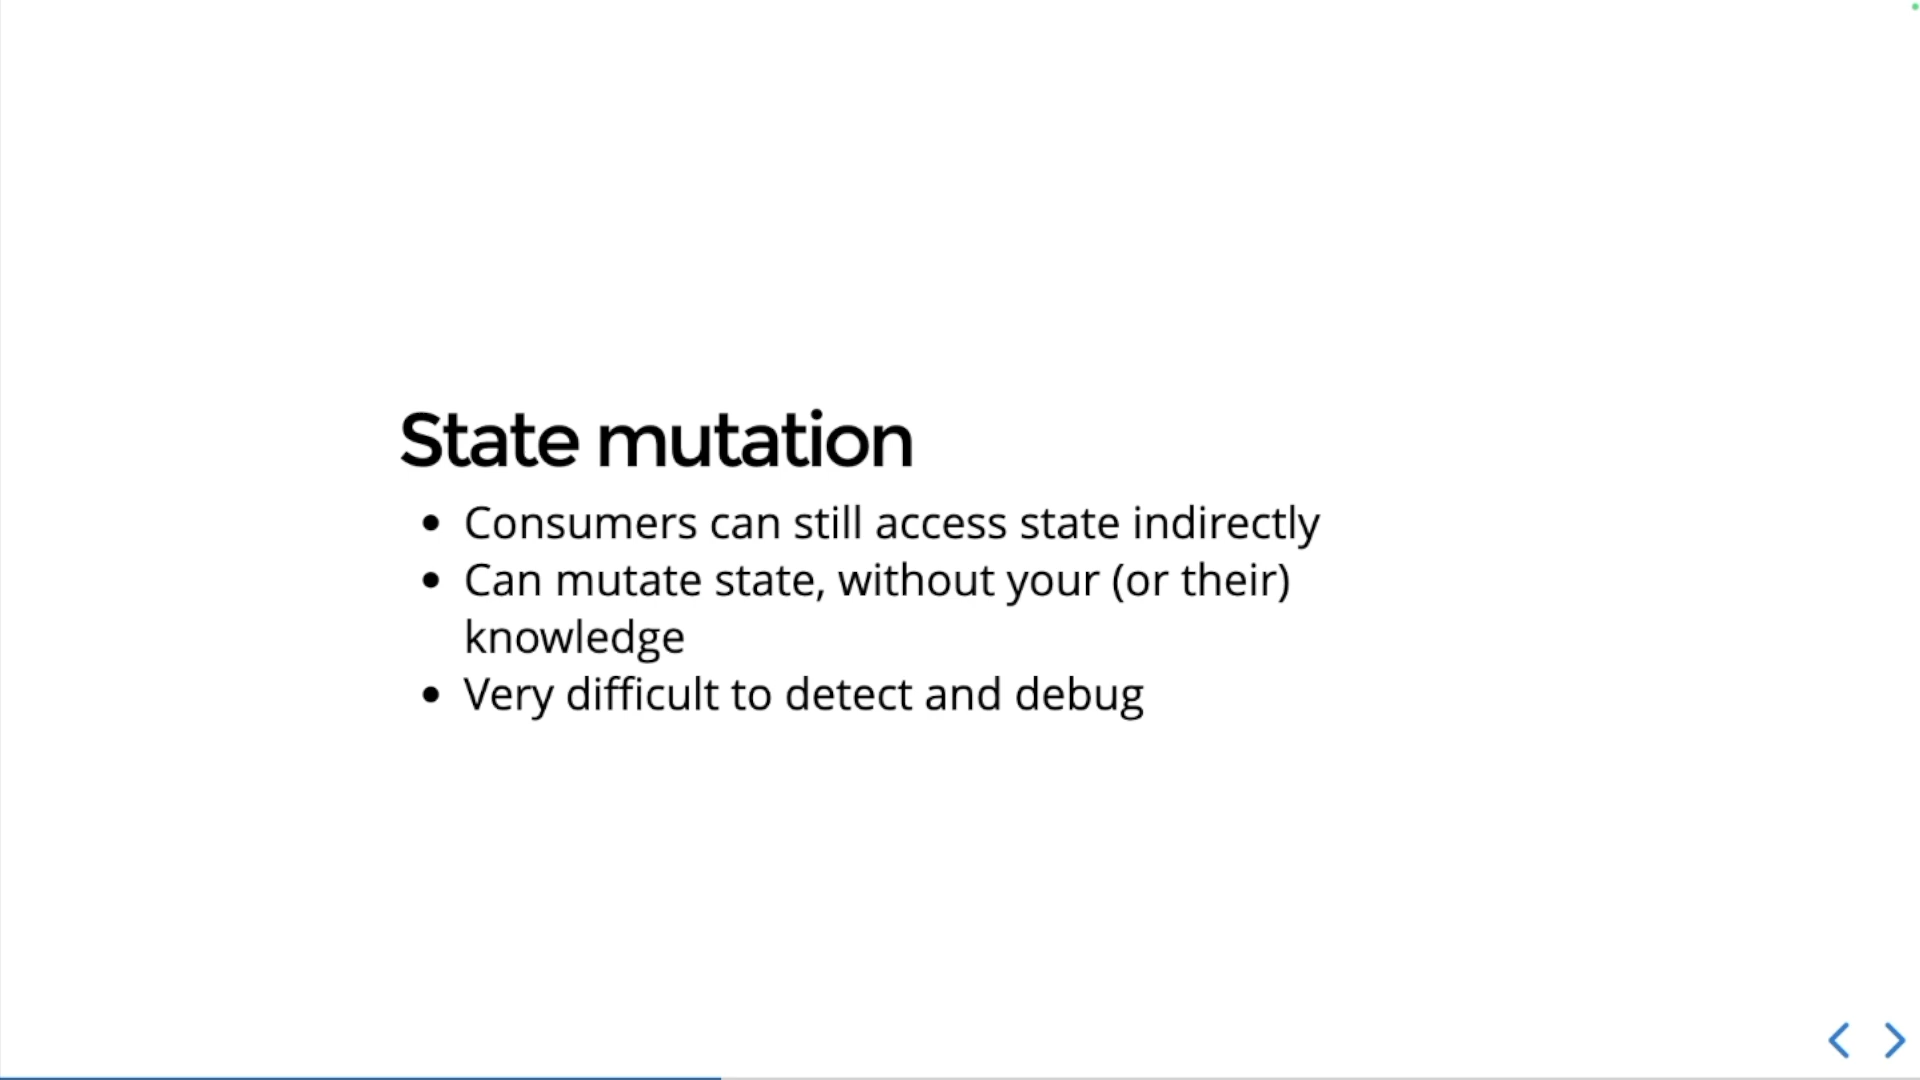 State mutation
• Consumers can still access state indirectly
• Can mutate state, without your (or their)
knowledge
• Very difficult to detect and debug